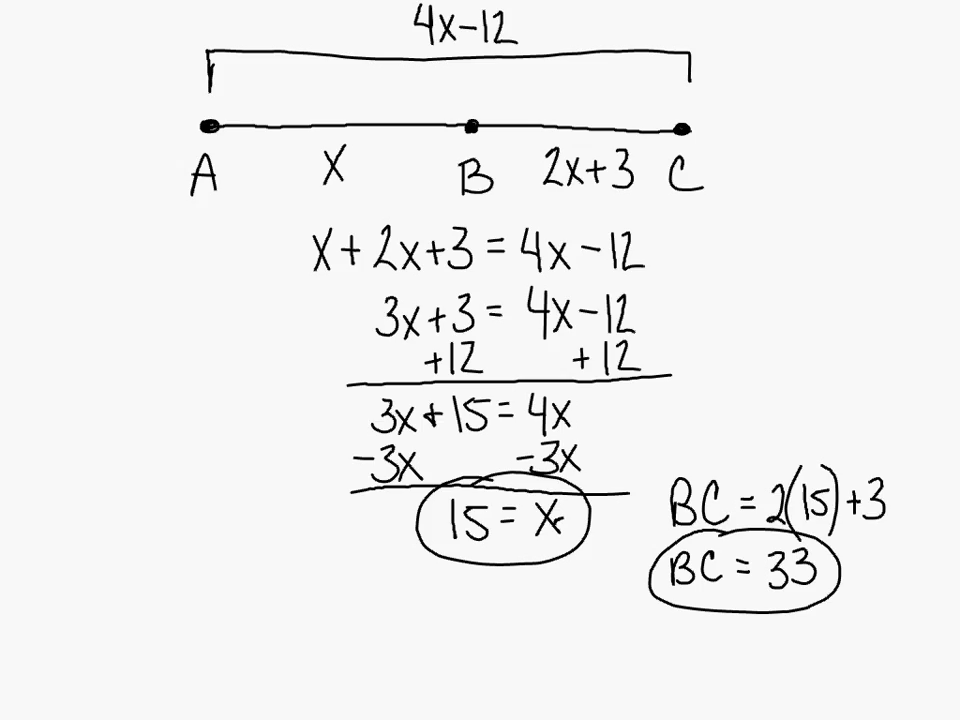 4x-12
A x B 2x+3 C
x+2x+3=4x-12
3x+3=4x-12
+12 +12
3x+15=4x
-3x -3x
15=x
BC=2(15)+3
BC=33